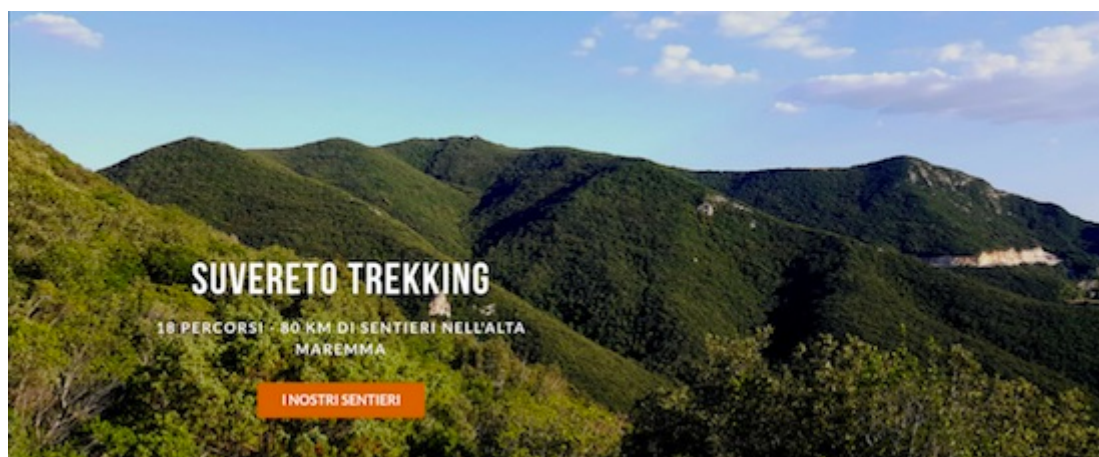 SUVERETO TREKKING
18 PERCORSI - 80 KM DI SENTIERI NELL'ALTA
MAREMMA
I NOSTRI SENTIERI